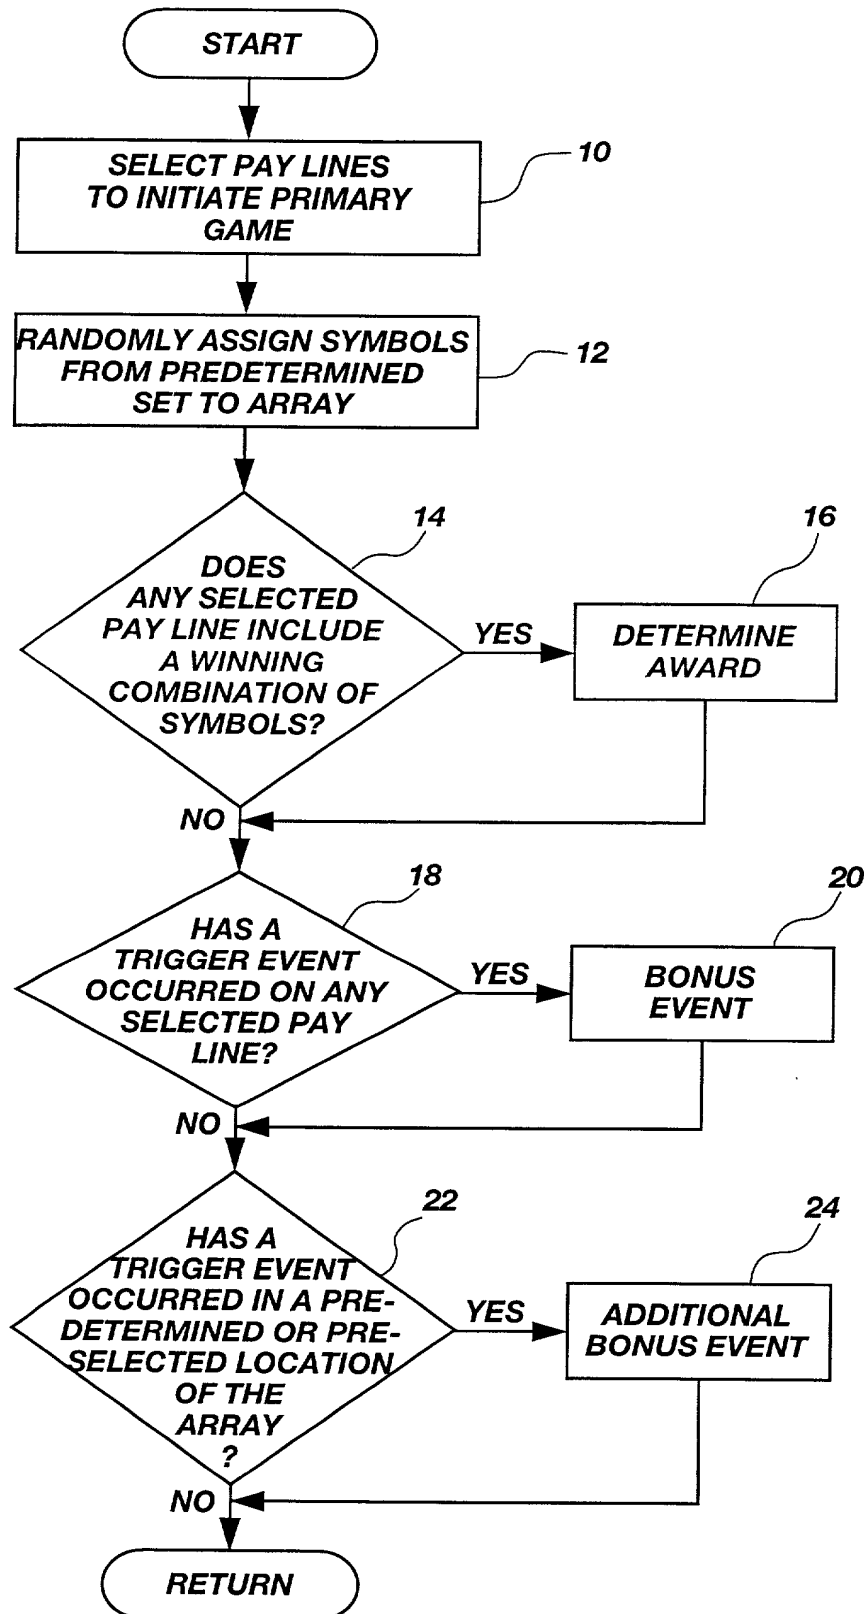 START
SELECT PAY LINES
TO INITIATE PRIMARY
GAME
10
RANDOMLY ASSIGN SYMBOLS
FROM PREDETERMINED
SET TO ARRAY
12
14
DOES
ANY SELECTED
PAY LINE INCLUDE
A WINNING
COMBINATION OF
SYMBOLS?
YES
16
DETERMINE
AWARD
NO
18
HAS A
TRIGGER EVENT
OCCURRED ON ANY
SELECTED PAY
LINE?
YES
20
BONUS
EVENT
NO
22
HAS A
TRIGGER EVENT
OCCURRED IN A PRE-
DETERMINED OR PRE-
SELECTED LOCATION
OF THE
ARRAY
?
YES
24
ADDITIONAL
BONUS EVENT
NO
RETURN